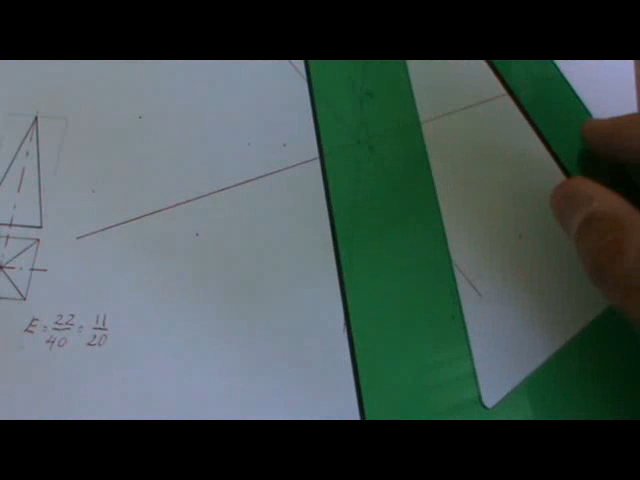 E = 22/40 = 11/20